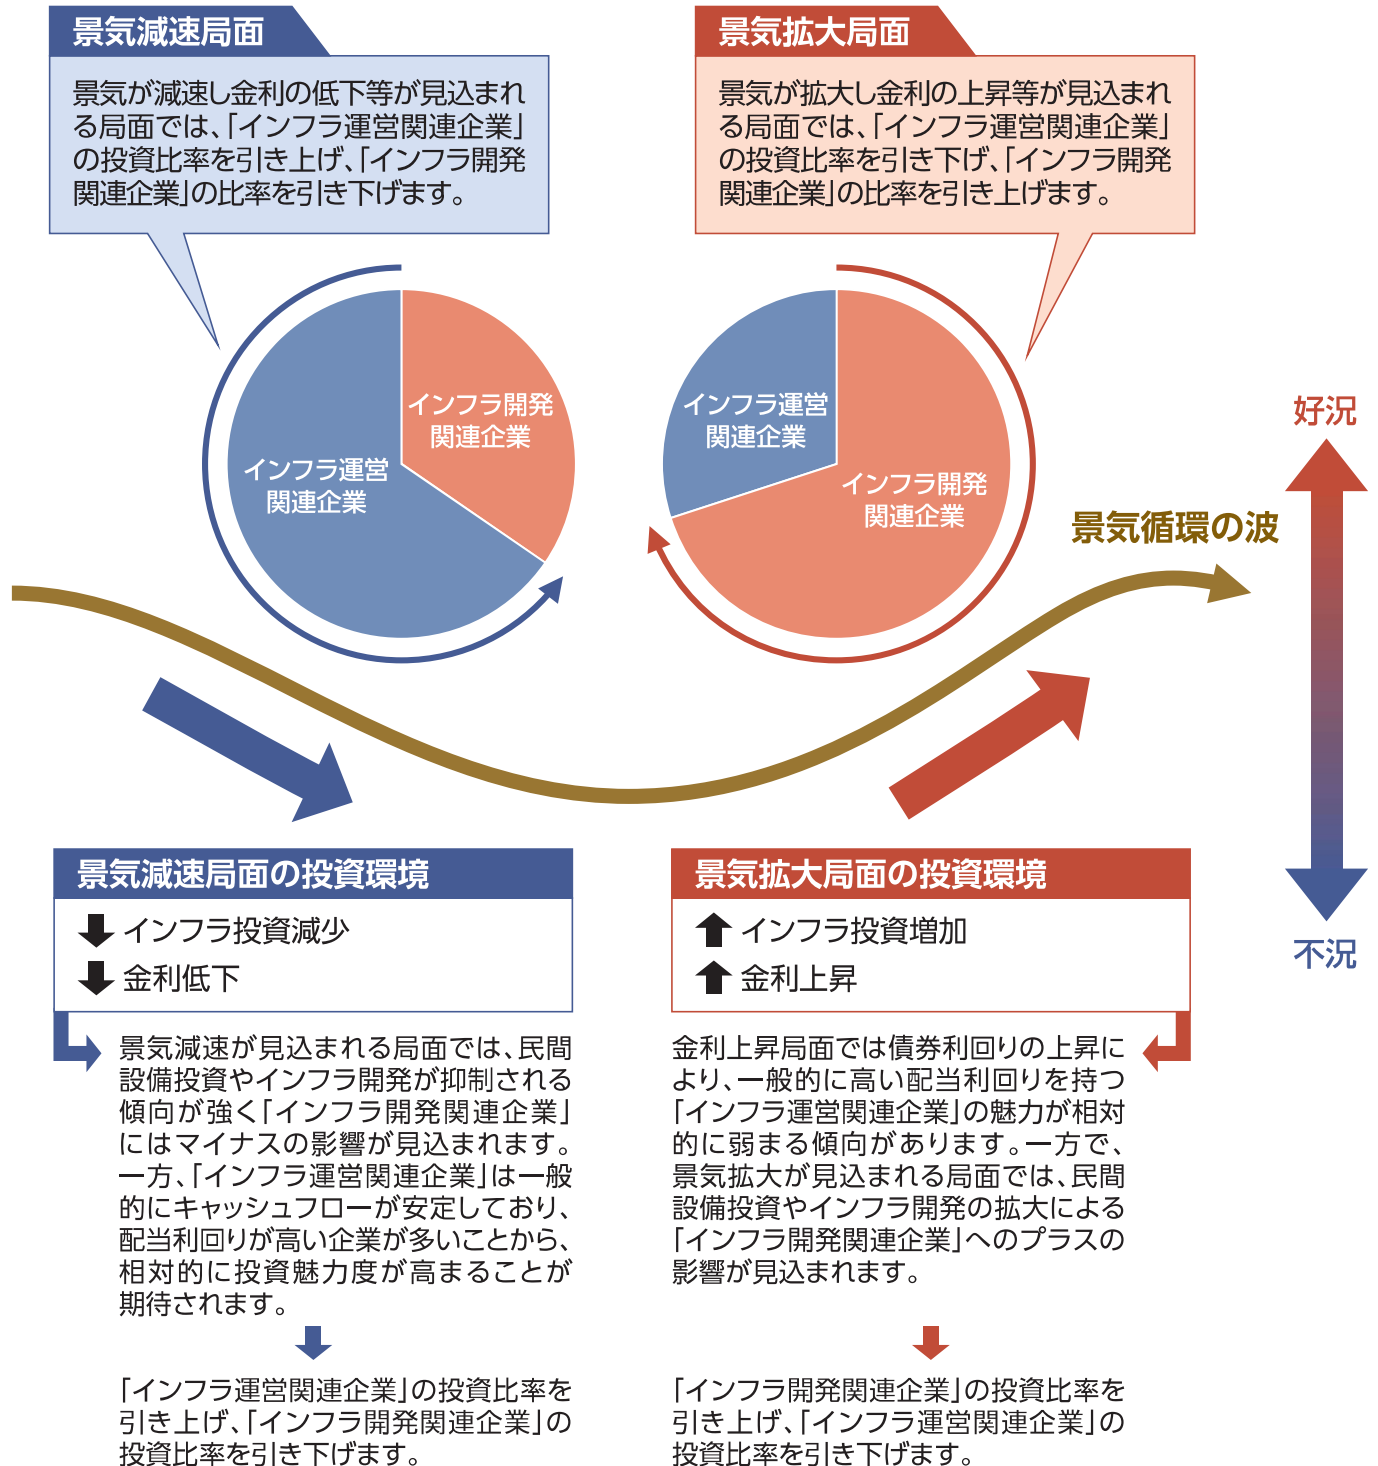 景気減速局面
景気が減速し金利の低下等が見込まれ
る局面では、「インフラ運営関連企業」
の投資比率を引き上げ、「インフラ開発
関連企業」の比率を引き下げます。
景気拡大局面
景気が拡大し金利の上昇等が見込まれ
る局面では、「インフラ運営関連企業」
の投資比率を引き下げ、「インフラ開発
関連企業」の比率を引き上げます。
インフラ開発
関連企業
インフラ運営
関連企業
インフラ運営
関連企業
インフラ開発
関連企業
好況
景気循環の波
不況
景気減速局面の投資環境
インフラ投資減少
金利低下
景気減速が見込まれる局面では、民間
設備投資やインフラ開発が抑制される
傾向が強く「インフラ開発関連企業」
にはマイナスの影響が見込まれます。
一方、「インフラ運営関連企業」は一般
的にキャッシュフローが安定しており、
配当利回りが高い企業が多いことから、
相対的に投資魅力度が高まることが
期待されます。
「インフラ運営関連企業」の投資比率を
引き上げ、「インフラ開発関連企業」の
投資比率を引き下げます。
景気拡大局面の投資環境
インフラ投資増加
金利上昇
金利上昇局面では債券利回りの上昇に
より、一般的に高い配当利回りを持つ
「インフラ運営関連企業」の魅力が相対
的に弱まる傾向があります。一方で、
景気拡大が見込まれる局面では、民間
設備投資やインフラ開発の拡大による
「インフラ開発関連企業」へのプラスの
影響が見込まれます。
「インフラ開発関連企業」の投資比率を
引き上げ、「インフラ運営関連企業」の
投資比率を引き下げます。